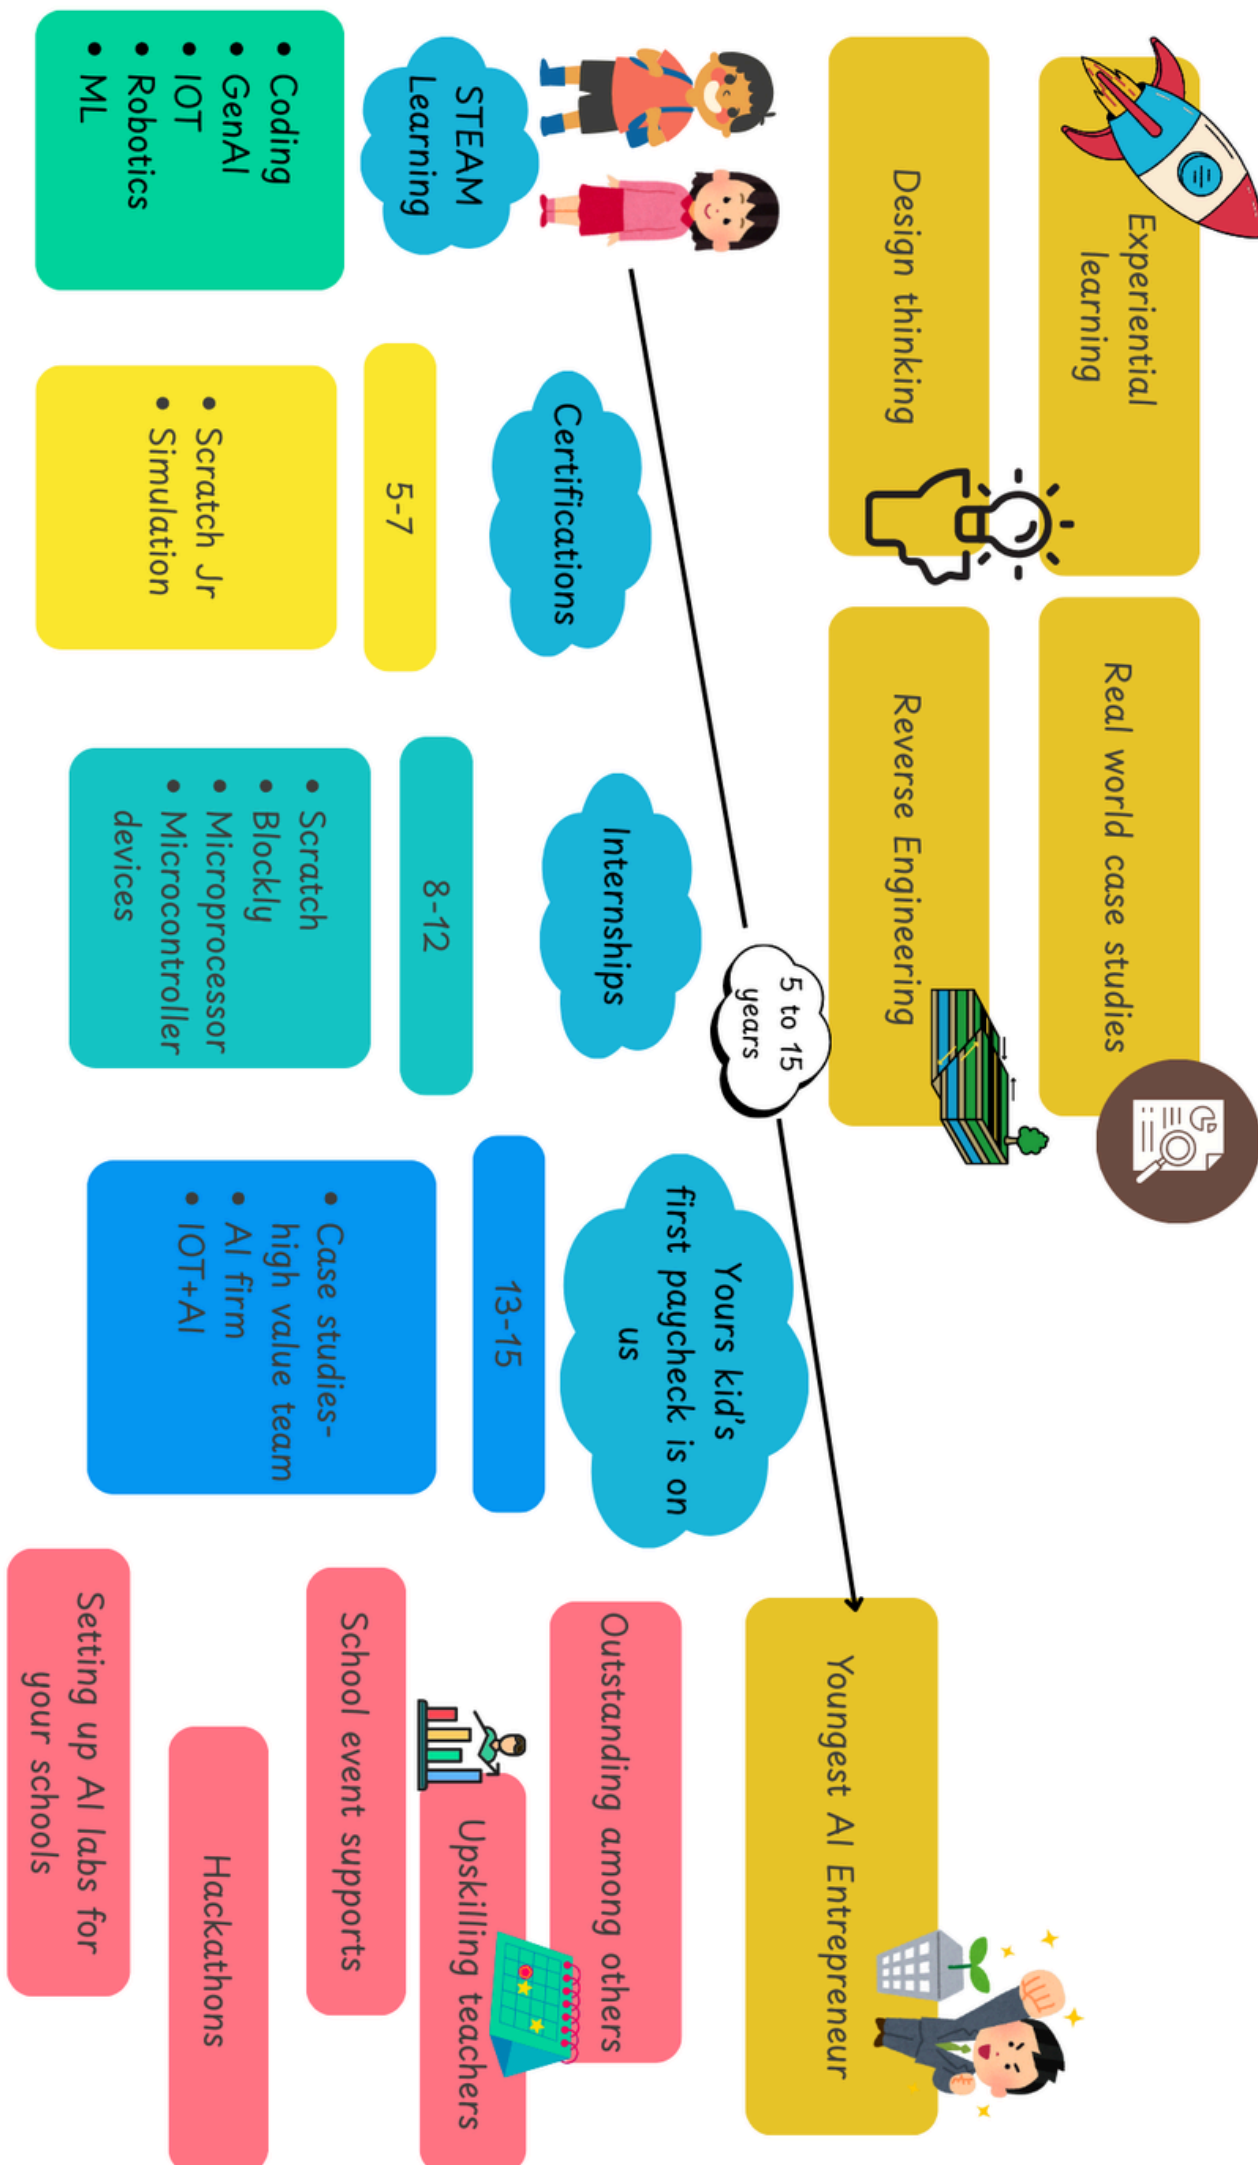 Experiential
learning
Real world case studies
Design thinking
Reverse Engineering
5 to 15
years
Youngest AI Entrepreneur
STEAM
Learning
• Coding
• GenAI
• IOT
• Robotics
• ML
Certifications
5-7
• Scratch Jr
• Simulation
Internships
8-12
• Scratch
• Blockly
• Microprocessor
• Microcontroller
devices
Yours kid's
first paycheck is on
us
13-15
• Case studies-
high value team
• AI firm
• IOT+AI
Outstanding among others
Upskilling teachers
School event supports
Hackathons
Setting up AI labs for
your schools